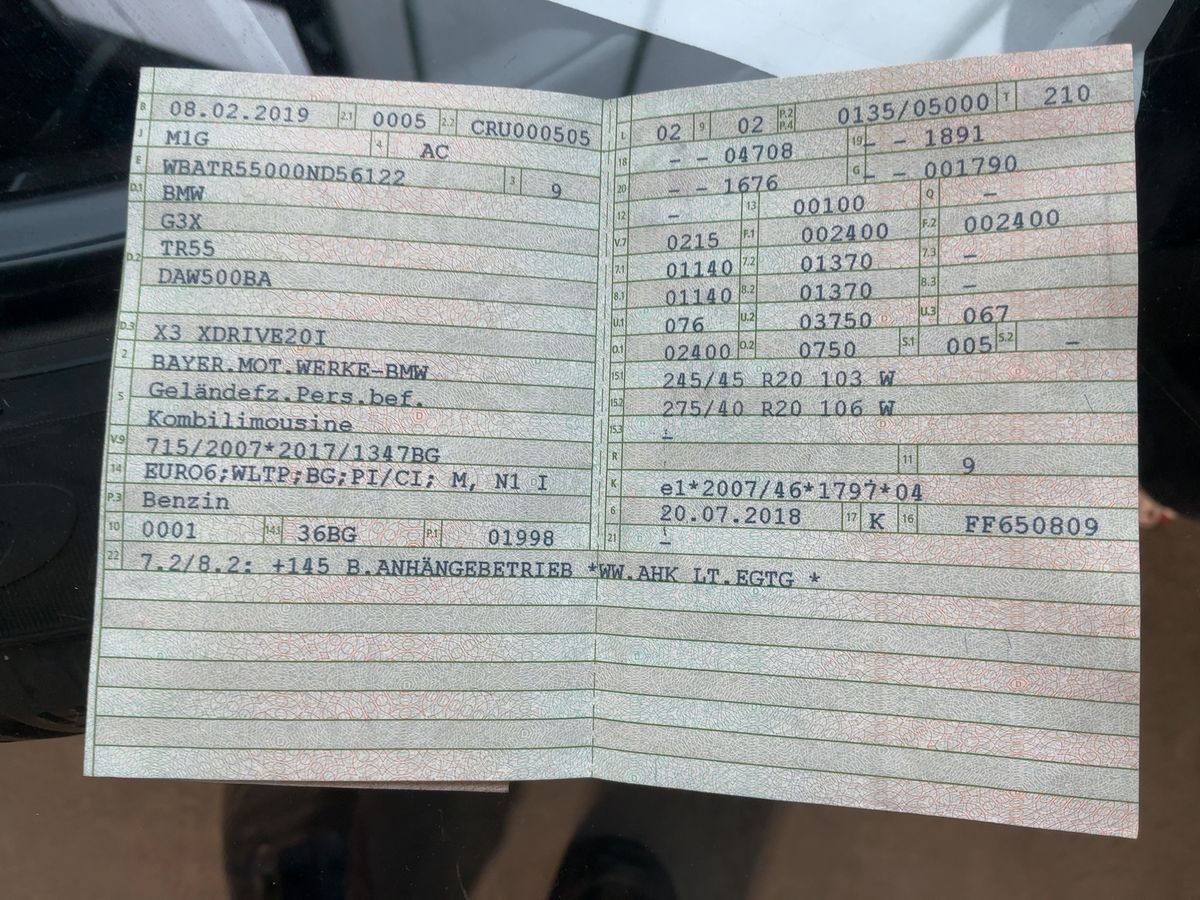 B 08.02.2019 2.1 0005 2.2 CRU000505
J M1G 4 AC
E WBATR55000ND56122 3 9
D.1 BMW
G3X
D.2 TR55
DAW500BA
D.3 X3 XDRIVE20I
2 BAYER.MOT.WERKE-BMW
5 Geländefz.Pers.bef.
Kombilimousine
V.9 715/2007*2017/1347BG
14 EURO6;WLTP;BG;PI/CI; M, N1 I
P.3 Benzin
10 0001 14.1 36BG P.1 01998
L 02 9 02 P.2 P.4 0135/05000 T 210
18 - - 04708 19 - - 1891
20 - - 1676 G - - 001790
12 - 13 00100 Q -
V.7 0215 F.1 002400 F.2 002400
7.1 01140 7.2 01370 7.3 -
8.1 01140 8.2 01370 8.3 -
U.1 076 U.2 03750 U.3 067
O.1 02400 O.2 0750 S.1 005 S.2 -
15.1 245/45 R20 103 W
15.2 275/40 R20 106 W
15.3 -
R 11 9
K e1*2007/46*1797*04
6 20.07.2018 17 K 16 FF650809
21 -
22 7.2/8.2: +145 B.ANHÄNGEBETRIEB *WW.AHK LT.EGTG *